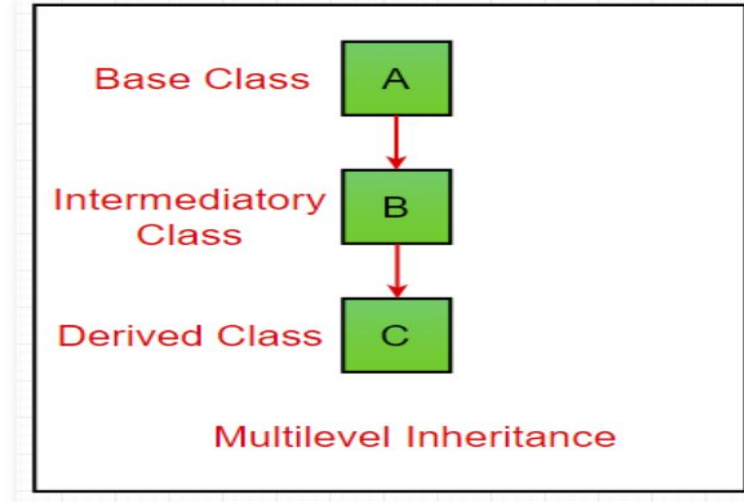 Base Class
A
Intermediatory
Class
B
Derived Class
C
Multilevel Inheritance